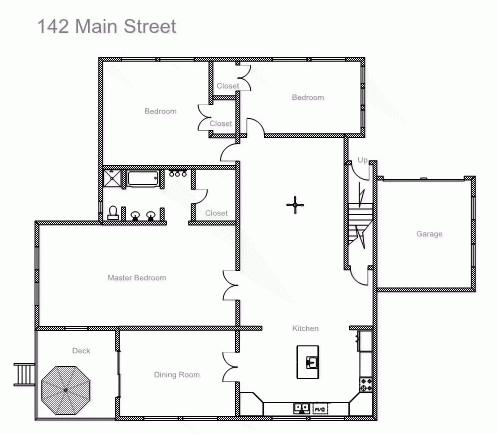 142 Main Street
Closet
Bedroom
Bedroom
Closet
Up
Closet
Garage
Master Bedroom
Kitchen
Deck
Dining Room